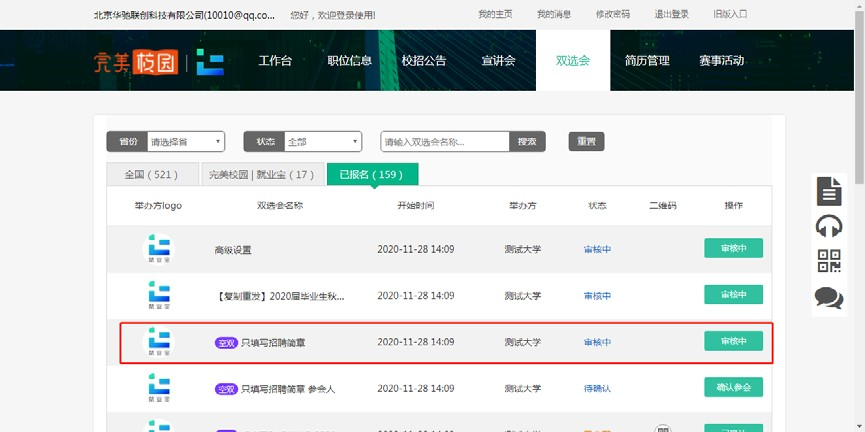 北京华驰联创科技有限公司(10010@qq.co... 您好，欢迎登录使用! 我的主页 我的消息 修改密码 退出登录 旧版入口
完美校园 工作台 职位信息 校招公告 宣讲会 双选会 简历管理 赛事活动
省份 请选择省 状态 全部 请输入双选会名称... 搜索 重置
全国（521） 完美校园 | 就业宝（17） 已报名（159）
举办方logo 双选会名称 开始时间 举办方 状态 二维码 操作
就业宝 高级设置 2020-11-28 14:09 测试大学 审核中 审核中
就业宝 【复制重发】2020届毕业生秋... 2020-11-28 14:09 测试大学 审核中 审核中
就业宝 空双 只填写招聘简章 2020-11-28 14:09 测试大学 审核中 审核中
就业宝 空双 只填写招聘简章 参会人 2020-11-28 14:09 测试大学 待确认 确认参会